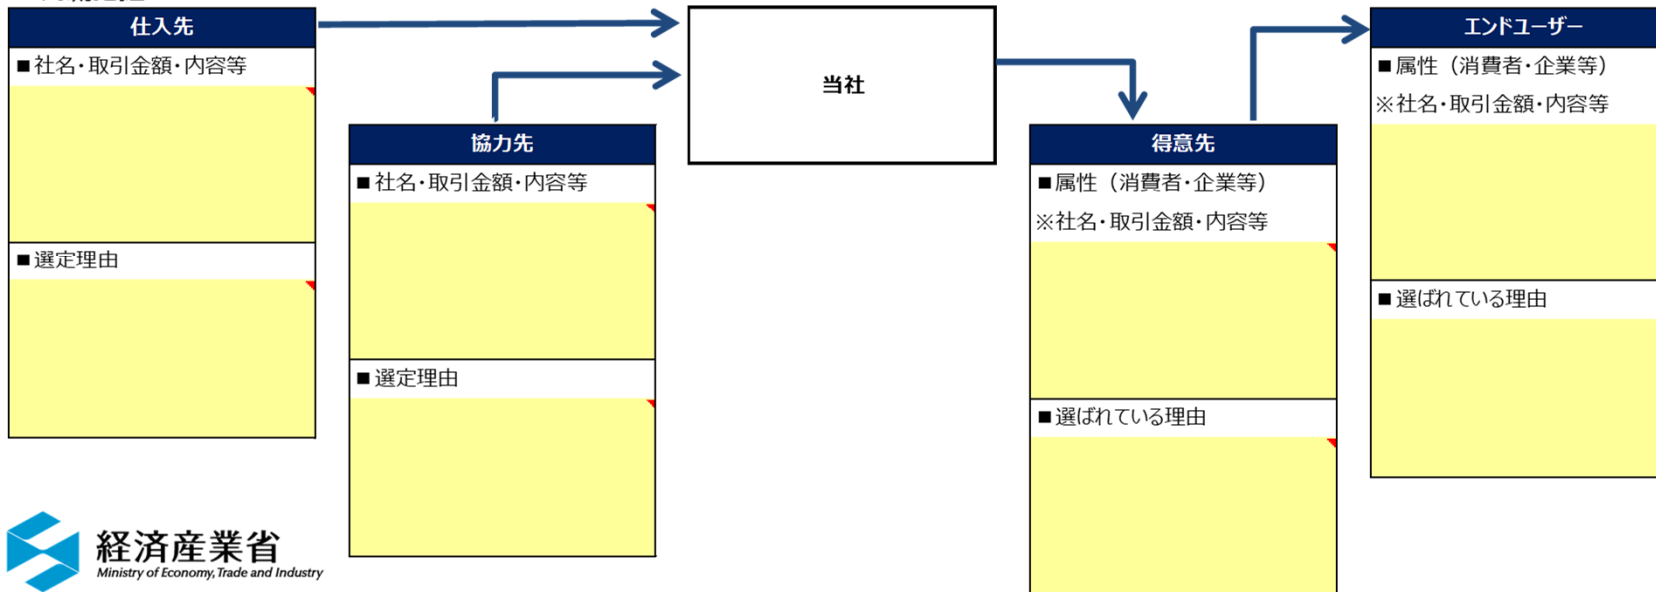 仕入先
■社名・取引金額・内容等
■選定理由
協力先
■社名・取引金額・内容等
■選定理由
当社
得意先
■属性（消費者・企業等）
※社名・取引金額・内容等
■選ばれている理由
エンドユーザー
■属性（消費者・企業等）
※社名・取引金額・内容等
■選ばれている理由
経済産業省
Ministry of Economy, Trade and Industry